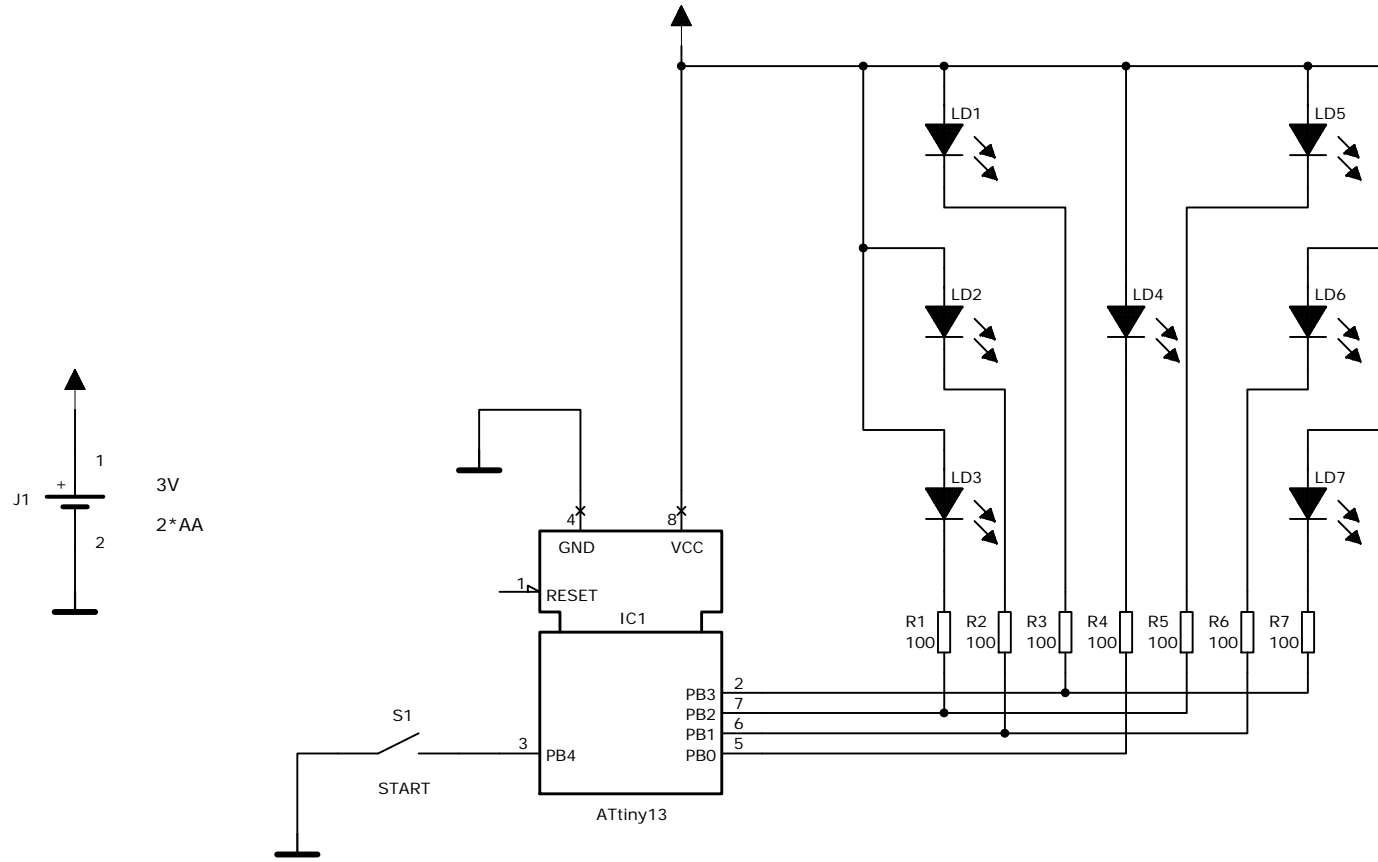 LD1
LD5
LD2
LD4
LD6
1
+
J1
3V
2*AA
2
LD3
LD7
4
8
GND
VCC
1
RESET
IC1
R1
100
R2
100
R3
100
R4
100
R5
100
R6
100
R7
100
PB3
2
PB2
7
PB1
6
PB0
5
S1
3
PB4
START
ATtiny13